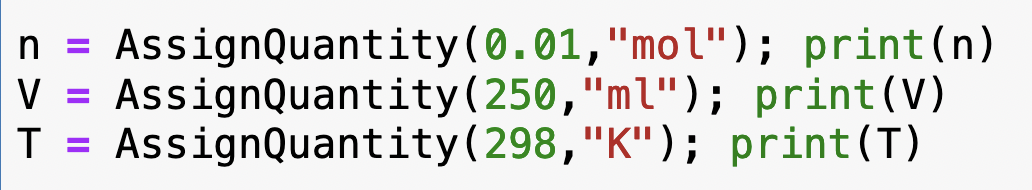 n = AssignQuantity(0.01,"mol"); print(n)
V = AssignQuantity(250,"ml"); print(V)
T = AssignQuantity(298,"K"); print(T)